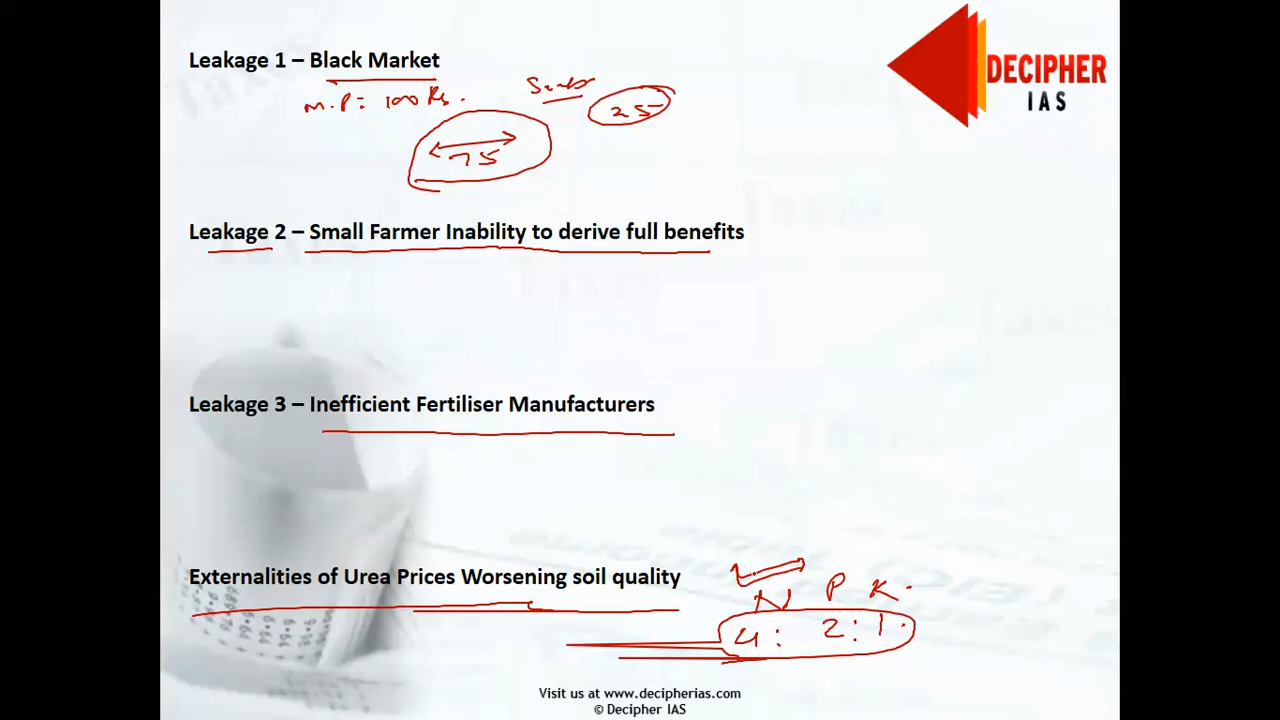 DECIPHER
IAS
Leakage 1 – Black Market
M.P = 100 Rs.
25
75
Leakage 2 – Small Farmer Inability to derive full benefits
Leakage 3 – Inefficient Fertiliser Manufacturers
Externalities of Urea Prices Worsening soil quality
N P K
4 : 2 : 1
Visit us at www.decipherias.com
© Decipher IAS